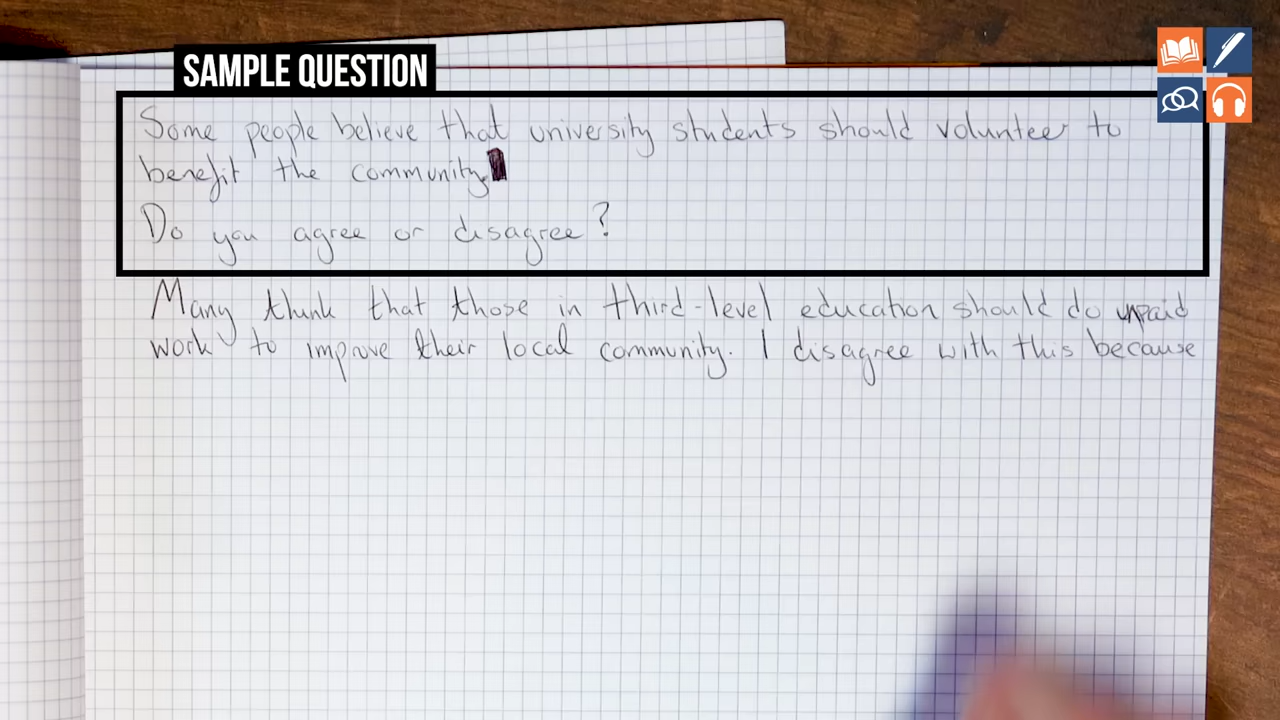 SAMPLE QUESTION
Some people believe that university students should volunteer to
benefit the community.
Do you agree or disagree?
Many think that those in third-level education should do unpaid
work to improve their local community. I disagree with this because